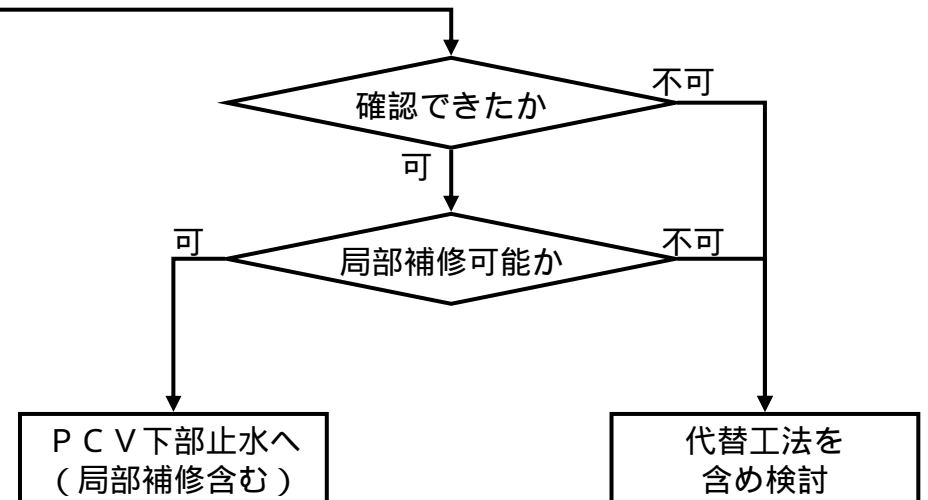 確認できたか
不可
可
可
局部補修可能か
不可
ＰＣＶ下部止水へ
（局部補修含む）
代替工法を
含め検討